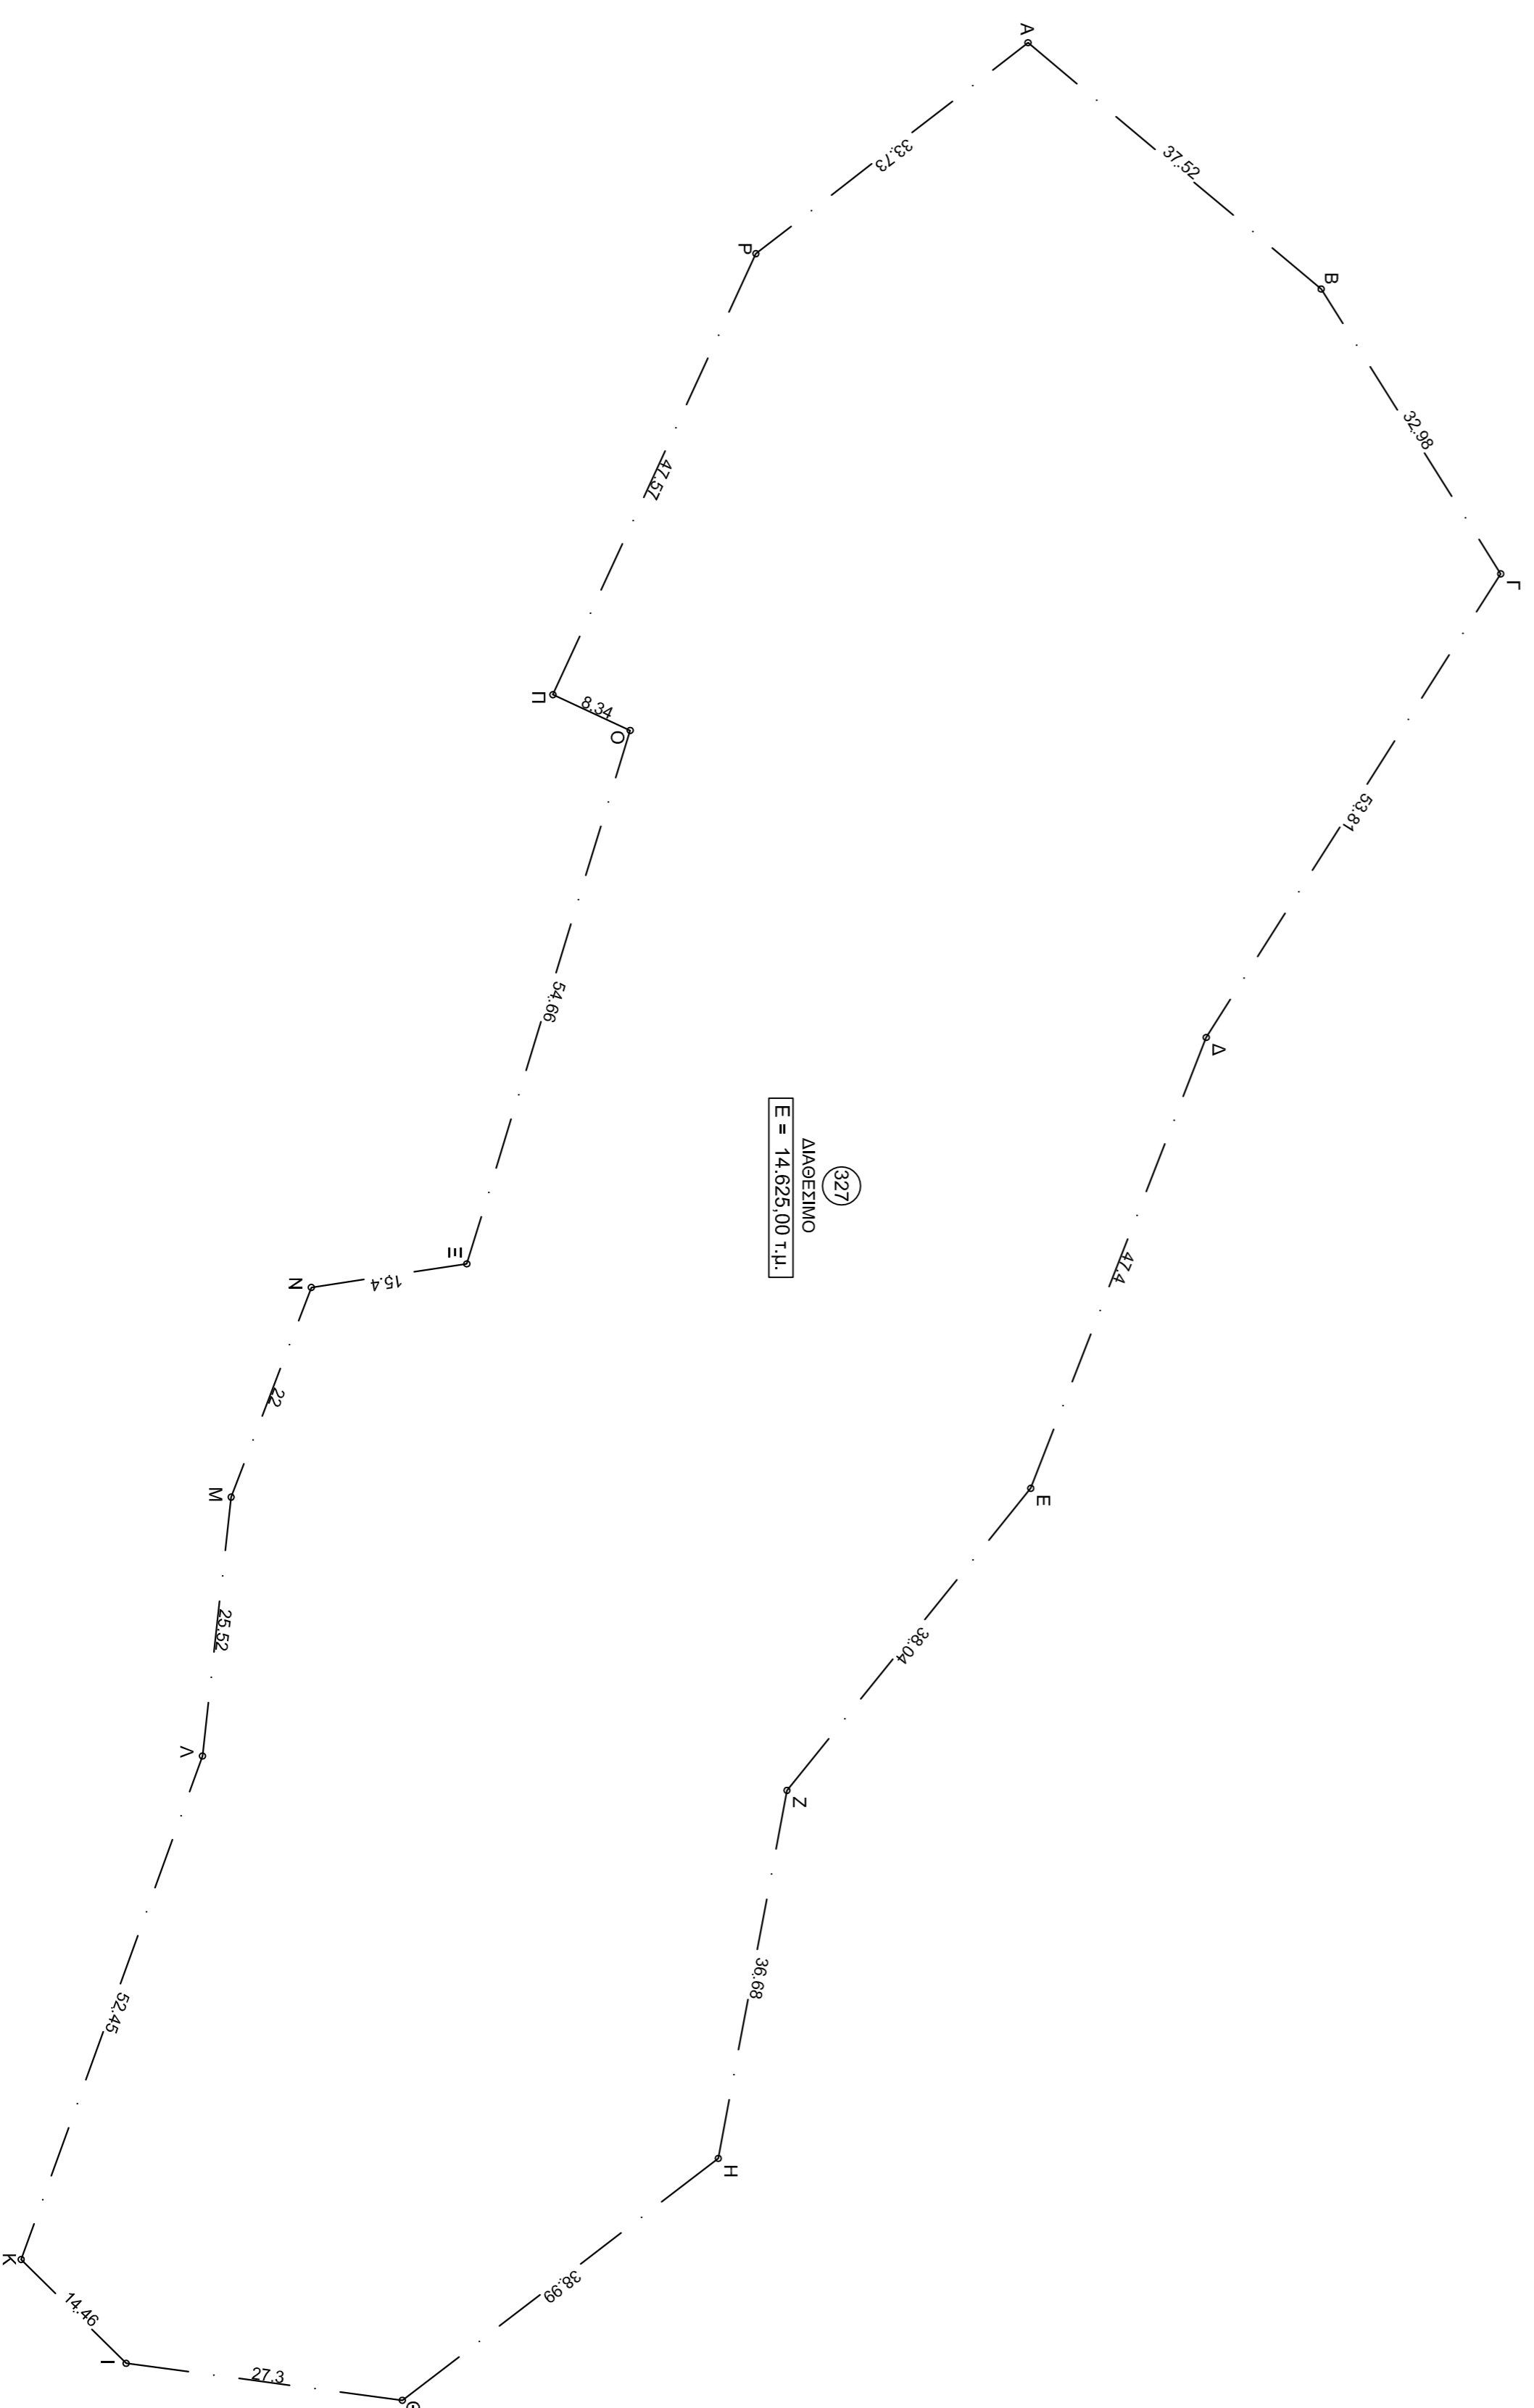 Α
37.52
Β
32.98
Γ
53.81
Δ
47.4
Ε
38.04
Ζ
36.68
Η
38.99
Θ
27.3
Ι
14.46
Κ
52.45
Λ
25.52
Μ
22
Ν
15.4
Ξ
54.66
Ο
8.34
Π
47.57
Ρ
33.73
327
ΔΙΑΘΕΣΙΜΟ
Ε = 14.625,00 τ.μ.